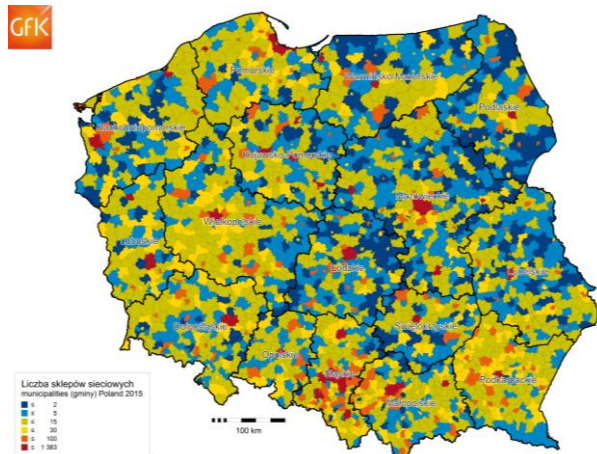 GfK
Pomorskie
Warmińsko-Mazurskie
Podlaskie
Zachodniopomorskie
Kujawsko-Pomorskie
Mazowieckie
Wielkopolskie
Lubuskie
Łódzkie
Lubelskie
Dolnośląskie
Świętokrzyskie
Opolskie
Śląskie
Podkarpackie
Małopolskie
Liczba sklepów sieciowych
municipalities (gminy) Poland 2015
≤ 2
≤ 5
≤ 15
≤ 30
≤ 100
≤ 1 383
100 km